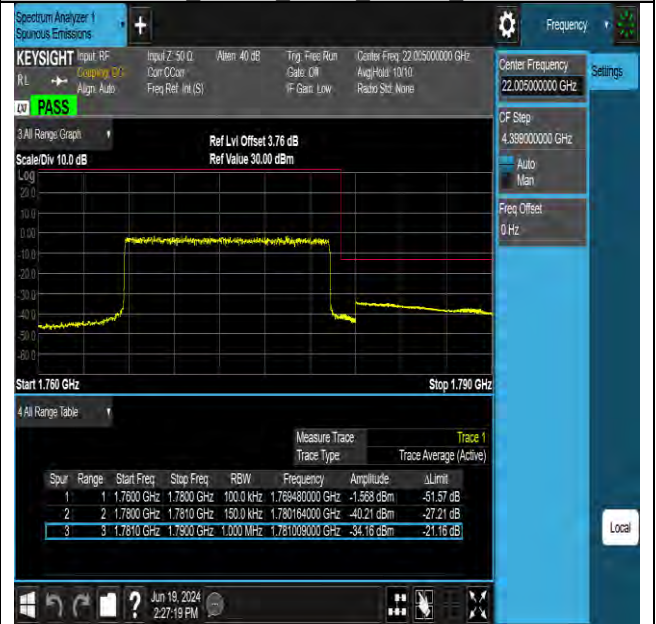 Spectrum Analyzer 1
Spurious Emissions
+
Frequency
KEYSIGHT Input: RF
Coupling: DC
Align: Auto
Input Z: 50 Ω
Corr CCorr
Freq Ref: Int (S)
Atten: 40 dB
Trig: Free Run
Gate: Off
IF Gain: Low
Center Freq: 22.005000000 GHz
Avg|Hold: 10/10
Radio Std: None
RL
LXI PASS
Center Frequency
22.005000000 GHz
Settings
CF Step
4.399000000 GHz
Auto
Man
Freq Offset
0 Hz
3 All Range Graph
Ref Lvl Offset 3.76 dB
Scale/Div 10.0 dB
Ref Value 30.00 dBm
Log
20.0
10.0
0.00
-10.0
-20.0
-30.0
-40.0
-50.0
-60.0
Start 1.760 GHz
Stop 1.790 GHz
4 All Range Table
Measure Trace Trace 1
Trace Type Trace Average (Active)
Spur Range Start Freq Stop Freq RBW Frequency Amplitude ΔLimit
1 1 1.7600 GHz 1.7800 GHz 100.0 kHz 1.769480000 GHz -1.568 dBm -51.57 dB
2 2 1.7800 GHz 1.7810 GHz 150.0 kHz 1.780164000 GHz -40.21 dBm -27.21 dB
3 3 1.7810 GHz 1.7900 GHz 1.000 MHz 1.781009000 GHz -34.16 dBm -21.16 dB
Local
?
Jun 19, 2024
2:27:19 PM